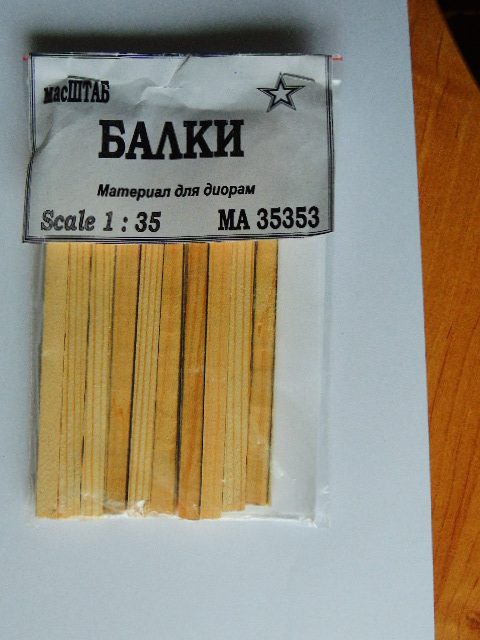 масШТАБ
БАЛКИ
Материал для диорам
Scale 1 : 35 MA 35353